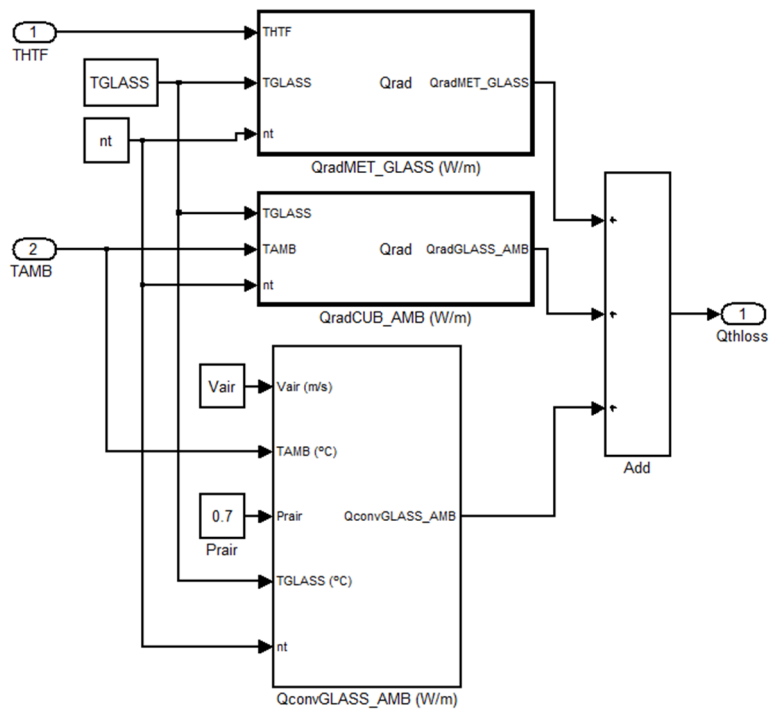 1
THTF
TGLASS
nt
THTF
TGLASS
nt
Qrad
QradMET_GLASS
QradMET_GLASS (W/m)
2
TAMB
TGLASS
TAMB
nt
Qrad
QradGLASS_AMB
QradCUB_AMB (W/m)
Vair
0.7
Prair
Vair (m/s)
TAMB (ºC)
Prair
TGLASS (ºC)
nt
QconvGLASS_AMB
QconvGLASS_AMB (W/m)
+
+
+
Add
1
Qthloss